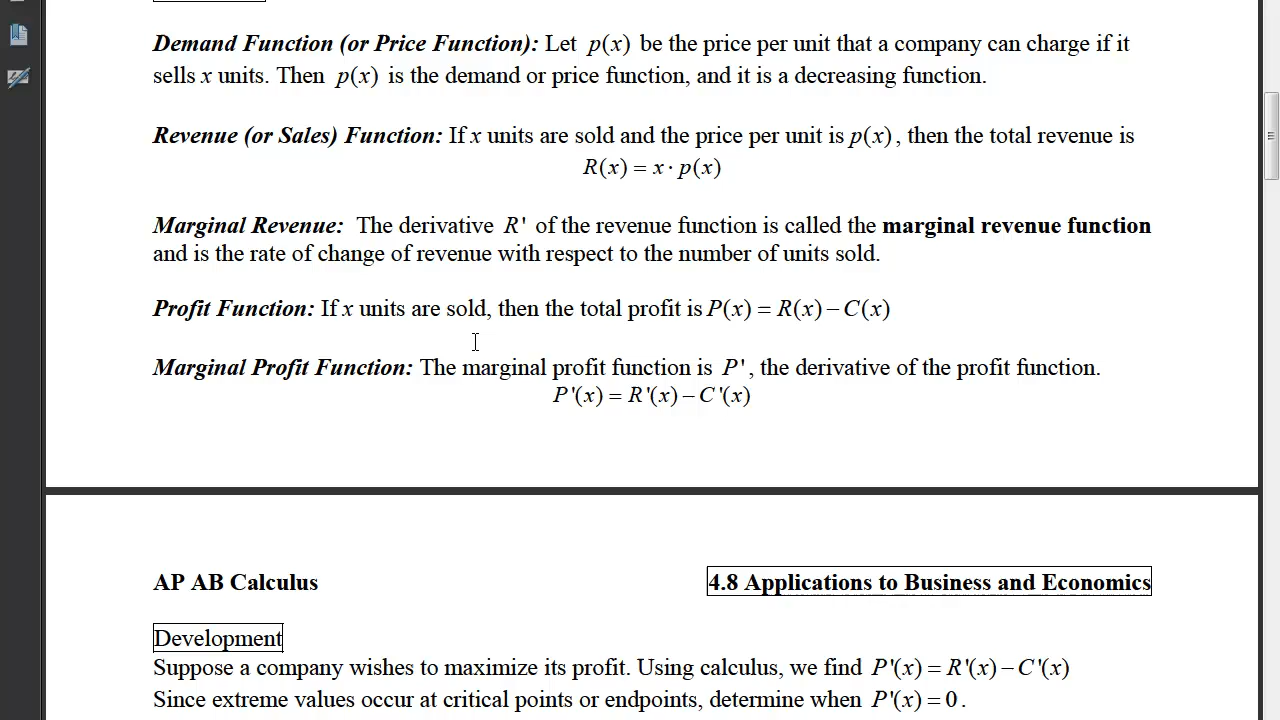 Demand Function (or Price Function): Let p(x) be the price per unit that a company can charge if it
sells x units. Then p(x) is the demand or price function, and it is a decreasing function.
Revenue (or Sales) Function: If x units are sold and the price per unit is p(x), then the total revenue is
R(x) = x · p(x)
Marginal Revenue: The derivative R' of the revenue function is called the marginal revenue function
and is the rate of change of revenue with respect to the number of units sold.
Profit Function: If x units are sold, then the total profit is P(x) = R(x) − C(x)
Marginal Profit Function: The marginal profit function is P', the derivative of the profit function.
P'(x) = R'(x) − C'(x)
AP AB Calculus
4.8 Applications to Business and Economics
Development
Suppose a company wishes to maximize its profit. Using calculus, we find P'(x) = R'(x) − C'(x)
Since extreme values occur at critical points or endpoints, determine when P'(x) = 0.